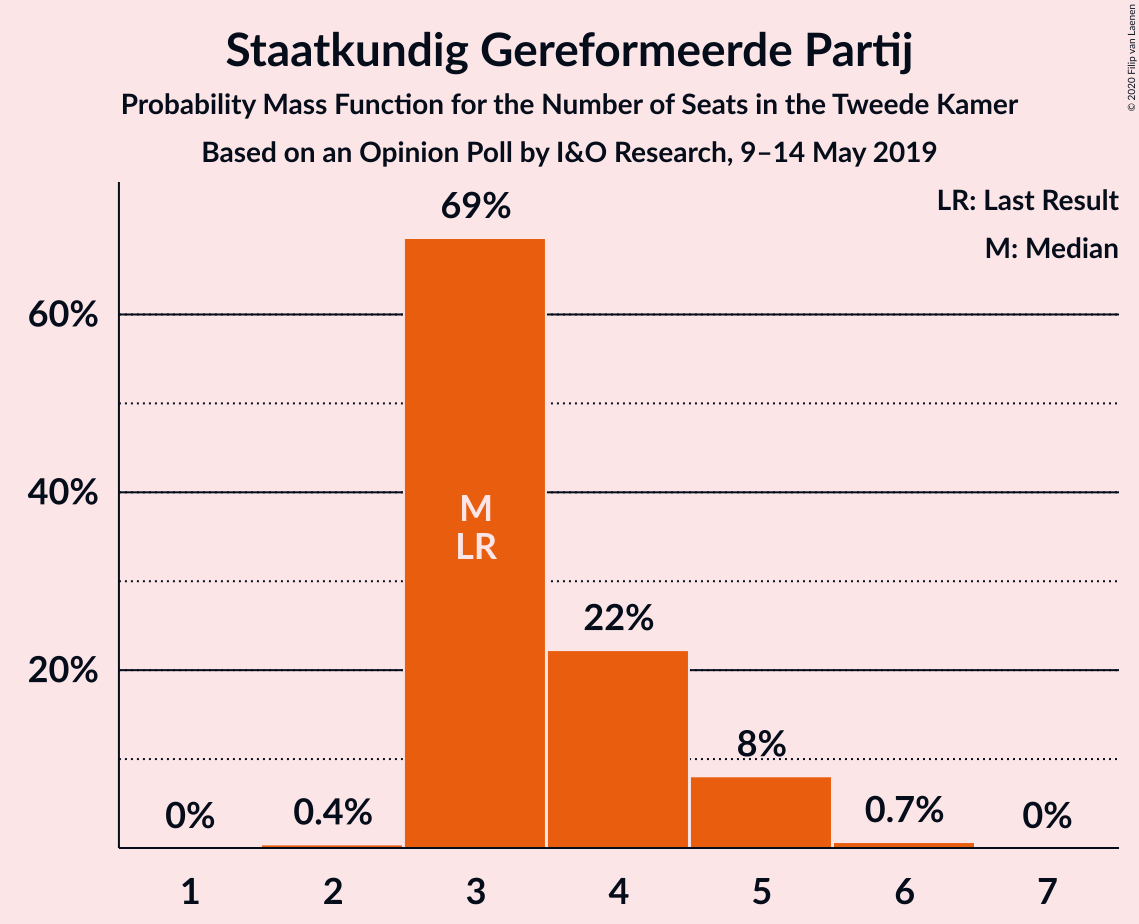 Staatkundig Gereformeerde Partij
Probability Mass Function for the Number of Seats in the Tweede Kamer
Based on an Opinion Poll by I&O Research, 9–14 May 2019
© 2020 Filip van Laenen
LR: Last Result
M: Median
69%
60%
40%
M
LR
22%
20%
8%
0%
0.4%
0.7%
0%
1 2 3 4 5 6 7